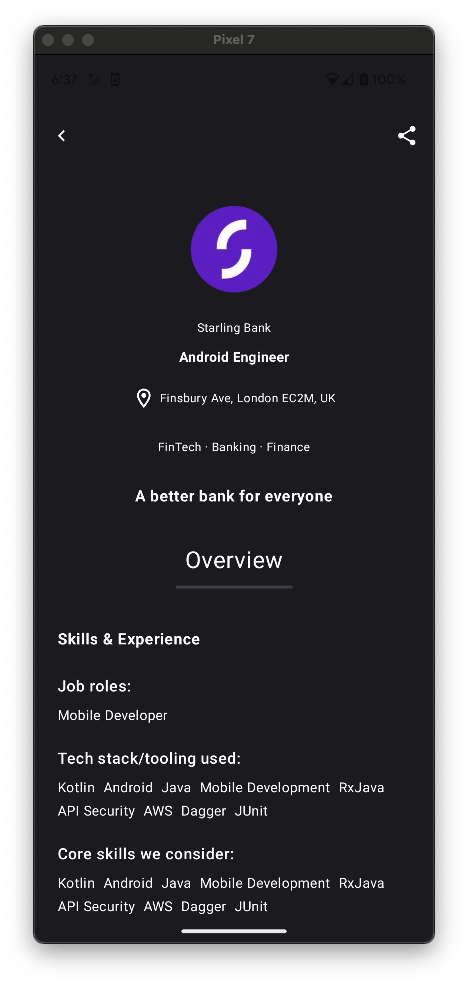 Pixel 7
6:37
100%
Starling Bank
Android Engineer
Finsbury Ave, London EC2M, UK
FinTech · Banking · Finance
A better bank for everyone
Overview
Skills & Experience
Job roles:
Mobile Developer
Tech stack/tooling used:
Kotlin Android Java Mobile Development RxJava
API Security AWS Dagger JUnit
Core skills we consider:
Kotlin Android Java Mobile Development RxJava
API Security AWS Dagger JUnit